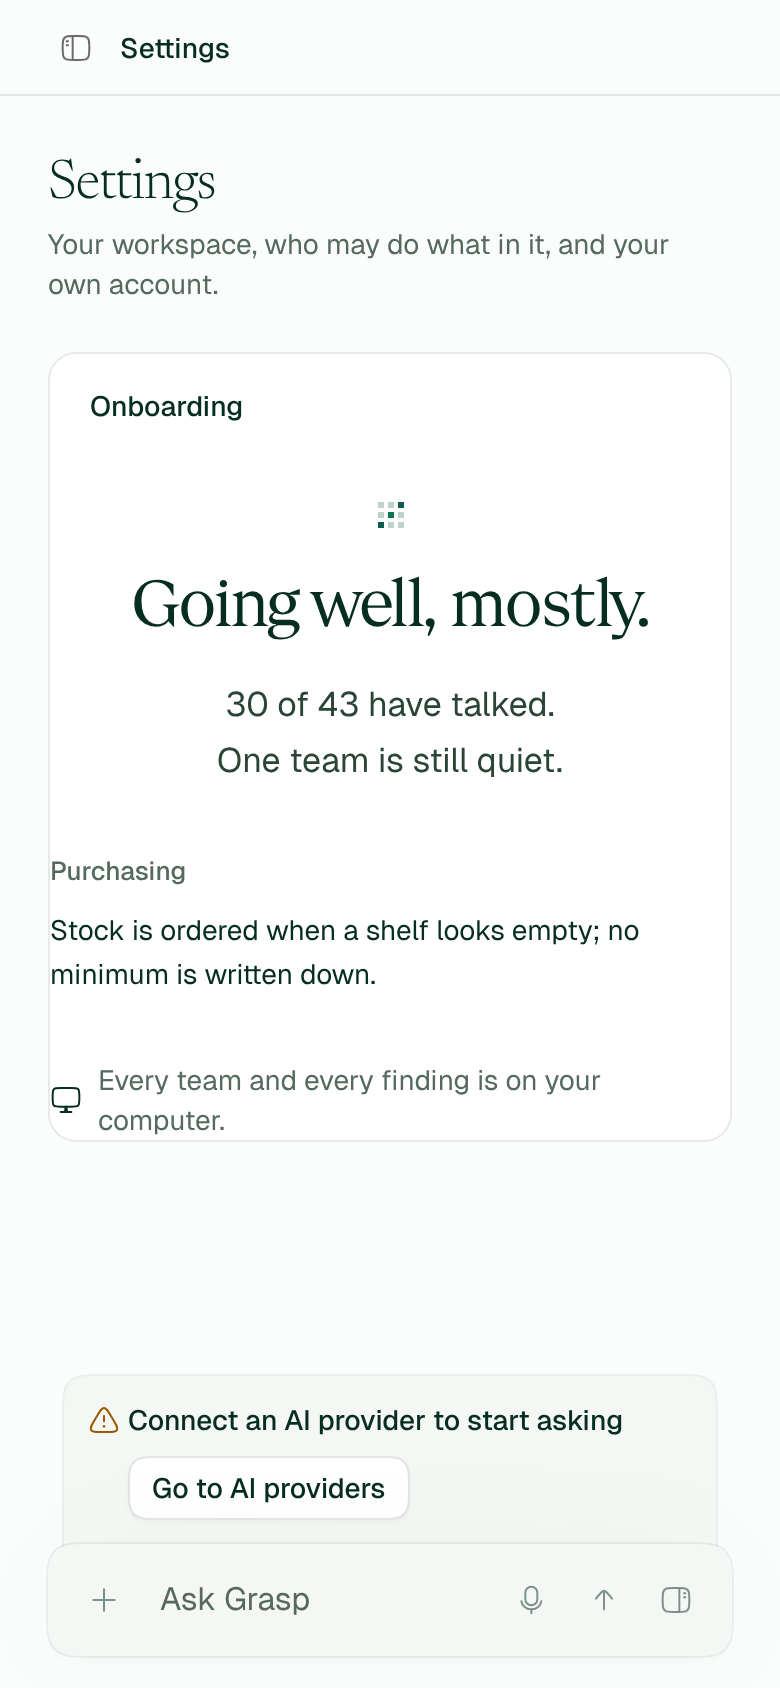 Settings
Settings
Your workspace, who may do what in it, and your
own account.
Onboarding
Going well, mostly.
30 of 43 have talked.
One team is still quiet.
Purchasing
Stock is ordered when a shelf looks empty; no
minimum is written down.
Every team and every finding is on your
computer.
Connect an AI provider to start asking
Go to AI providers
Ask Grasp